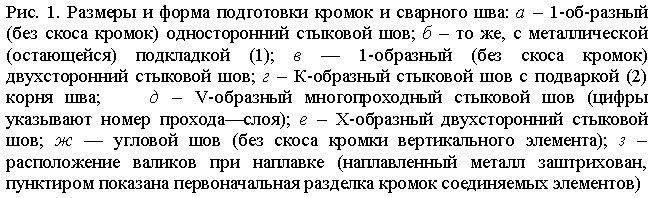 Рис. 1. Размеры и форма подготовки кромок и сварного шва: а – 1-об-разный
(без скоса кромок) односторонний стыковой шов; б – то же, с металлической
(остающейся) подкладкой (1); в — 1-образный (без скоса кромок)
двухсторонний стыковой шов; г – К-образный стыковой шов с подваркой (2)
корня шва; д – V-образный многопроходный стыковой шов (цифры
указывают номер прохода—слоя); е – Х-образный двухсторонний стыковой
шов; ж — угловой шов (без скоса кромки вертикального элемента); з –
расположение валиков при наплавке (наплавленный металл заштрихован,
пунктиром показана первоначальная разделка кромок соединяемых элементов)